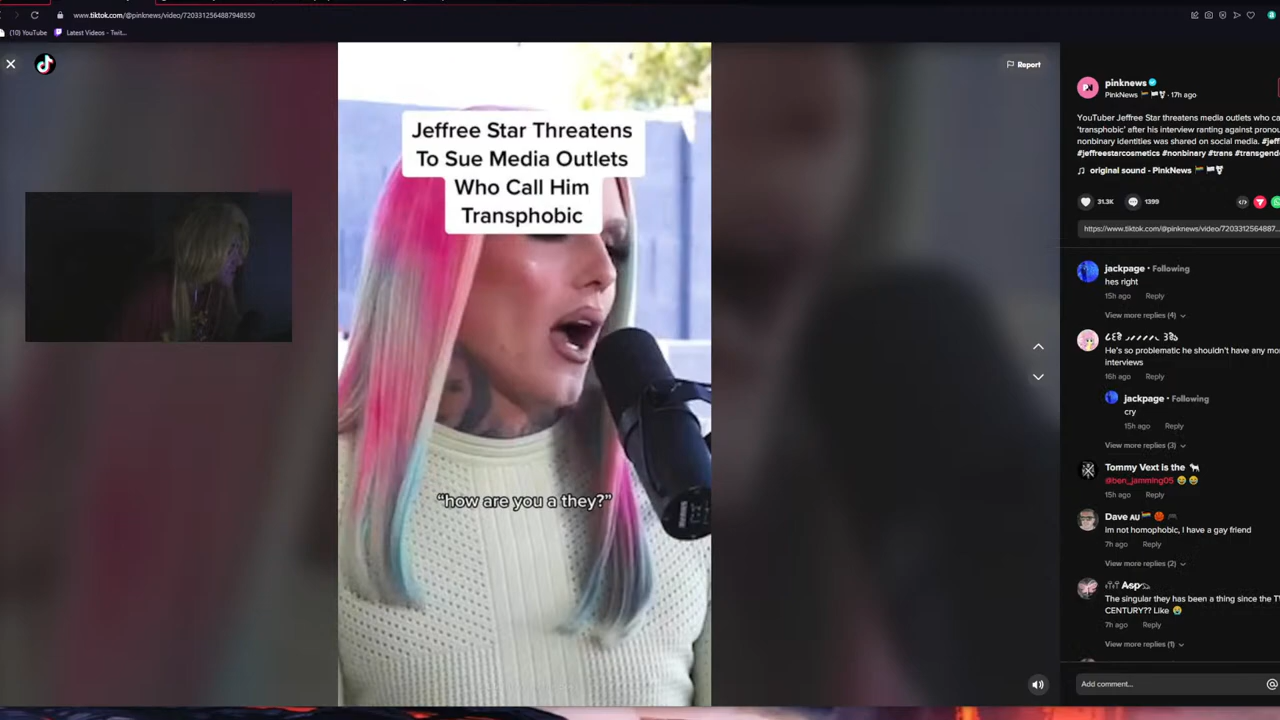 www.tiktok.com/@pinknews/video/7203312564887948550
(10) YouTube
Latest Videos - Twit...
Report
Jeffree Star Threatens
To Sue Media Outlets
Who Call Him
Transphobic
"how are you a they?"
pinknews
PinkNews · 17h ago
YouTuber Jeffree Star threatens media outlets who ca
'transphobic' after his interview ranting against pronou
nonbinary identities was shared on social media. #jeff
#jeffreestarcosmetics #nonbinary #trans #transgend
original sound - PinkNews
31.3K
1399
https://www.tiktok.com/@pinknews/video/72033125648 87...
jackpage · Following
hes right
15h ago Reply
View more replies (4)
He's so problematic he shouldn't have any mo
interviews
16h ago Reply
jackpage · Following
cry
15h ago Reply
View more replies (3)
Tommy Vext is the
@ben_jamming05
15h ago Reply
Dave AU
im not homophobic, I have a gay friend
7h ago Reply
View more replies (2)
Asp
The singular they has been a thing since the TW
CENTURY?? Like
7h ago Reply
View more replies (1)
Add comment...